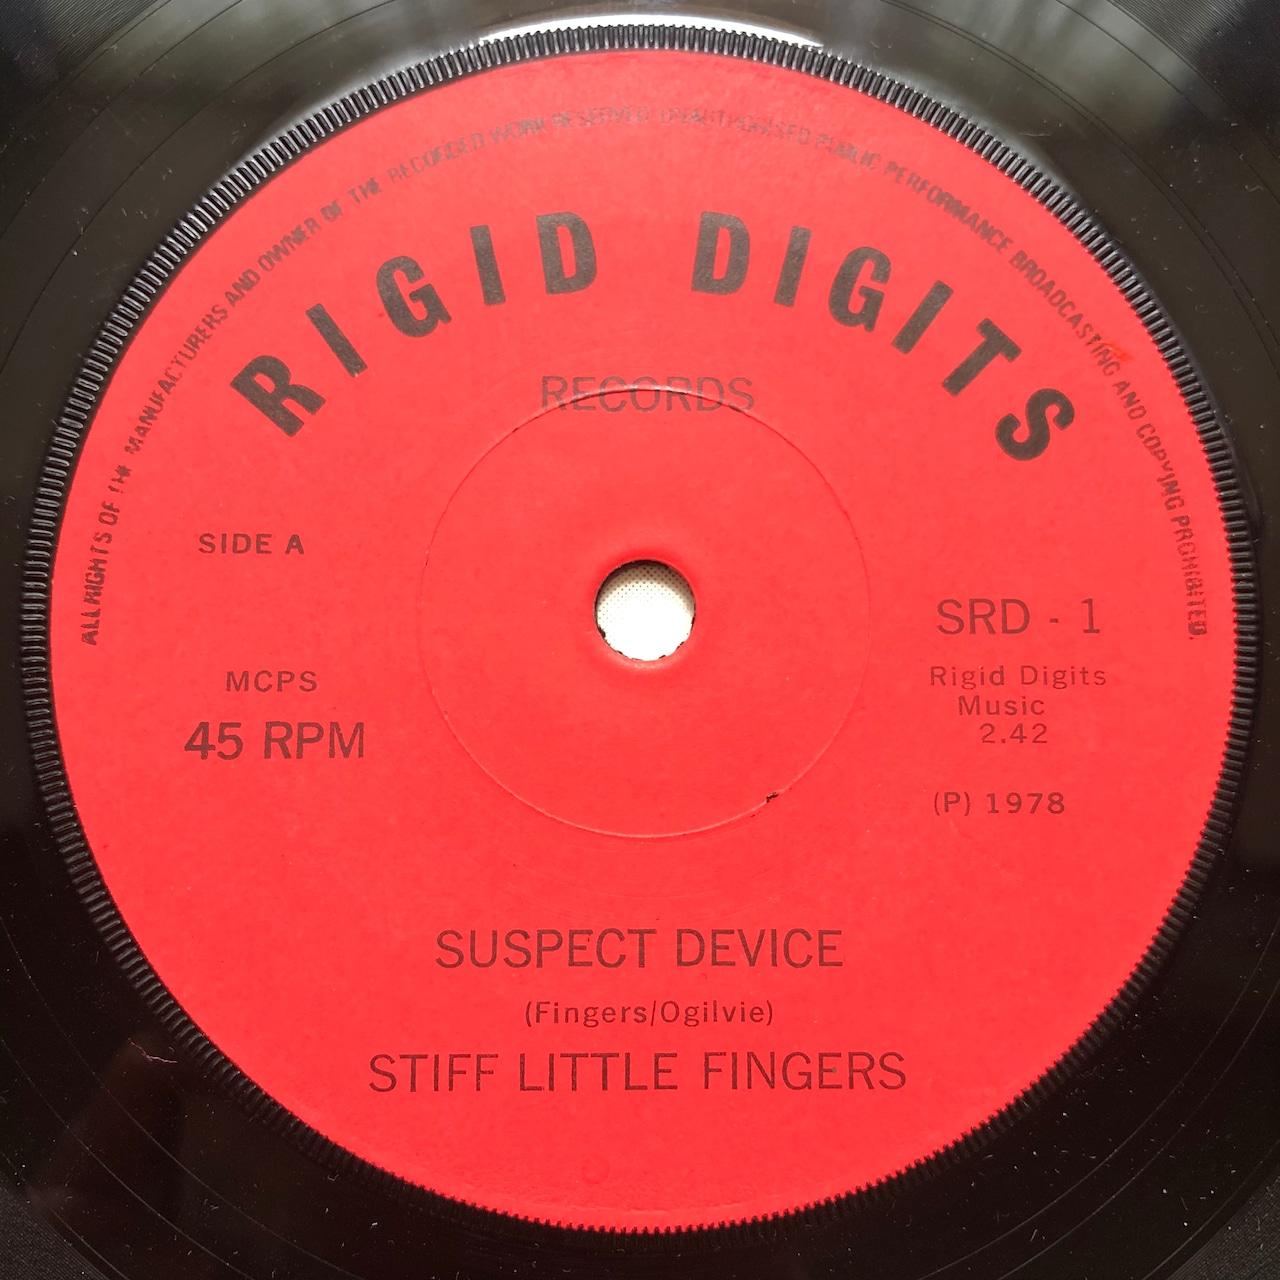 ALL RIGHTS OF THE MANUFACTURERS AND OWNER OF THE RECORDED WORK RESERVED UNAUTHORISED PUBLIC PERFORMANCE BROADCASTING AND COPYING PROHIBITED.
RIGID DIGITS
RECORDS
SIDE A
MCPS
45 RPM
SRD - 1
Rigid Digits
Music
2.42
(P) 1978
SUSPECT DEVICE
(Fingers/Ogilvie)
STIFF LITTLE FINGERS